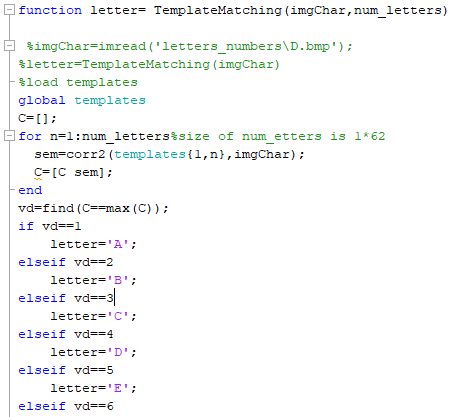 function letter= TemplateMatching(imgChar,num_letters)
%imgChar=imread('letters_numbers\D.bmp');
%letter=TemplateMatching(imgChar)
%load templates
global templates
C=[];
for n=1:num_letters%size of num_etters is 1*62
sem=corr2(templates{1,n},imgChar);
C=[C sem];
end
vd=find(C==max(C));
if vd==1
letter='A';
elseif vd==2
letter='B';
elseif vd==3
letter='C';
elseif vd==4
letter='D';
elseif vd==5
letter='E';
elseif vd==6